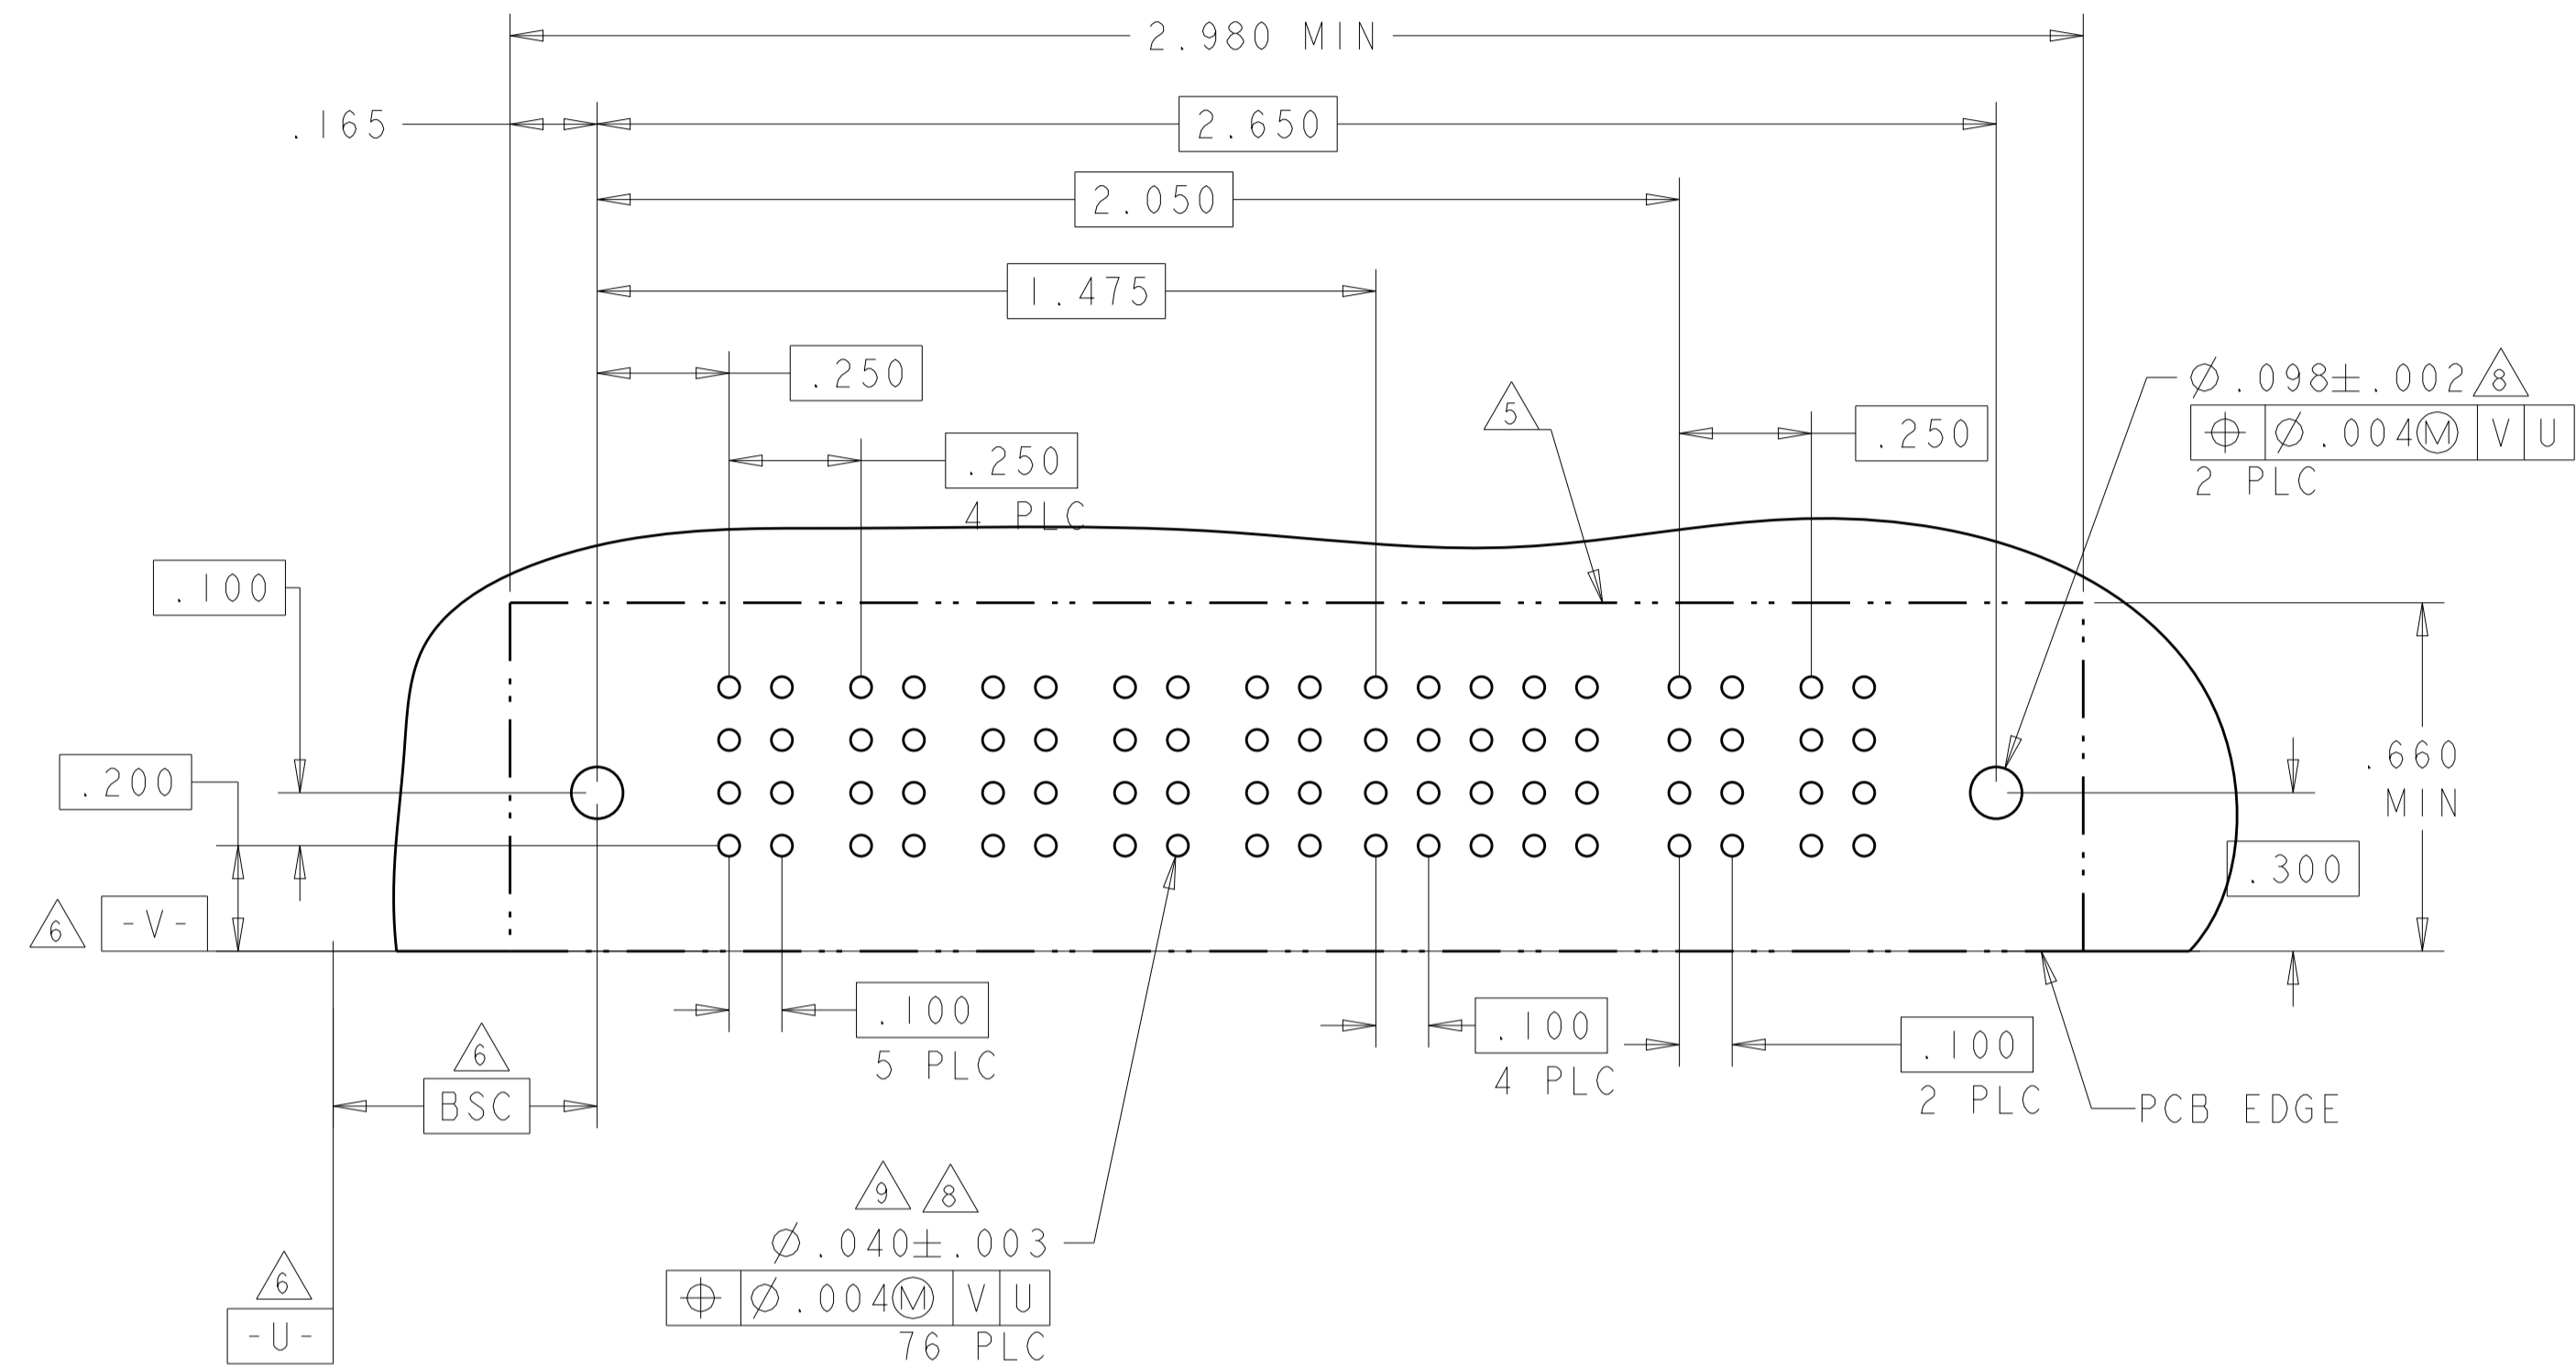 2.980 MIN
.165
2.650
2.050
1.475
.250
.250
4 PLC
5
.250
Ø.098±.002 8
⌖ Ø.004Ⓜ V U
2 PLC
.100
.200
.660
MIN
.300
6 -V-
.100
5 PLC
.100
4 PLC
.100
2 PLC
6
BSC
PCB EDGE
9 8
Ø.040±.003
⌖ Ø.004Ⓜ V U
76 PLC
6
-U-